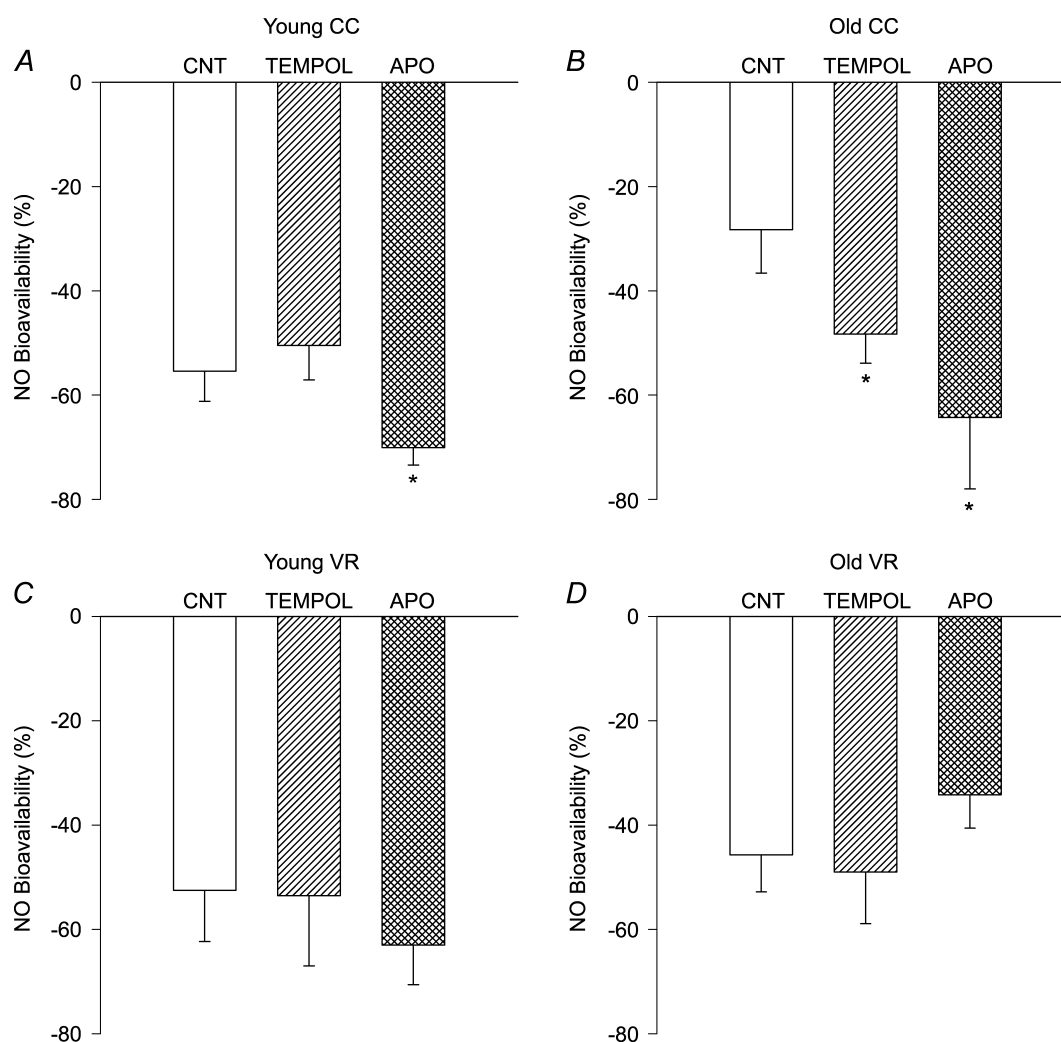 Young CC
A
CNT TEMPOL APO
0
-20
-40
-60
-80
NO Bioavailability (%)
*
Old CC
B
CNT TEMPOL APO
0
-20
-40
-60
-80
NO Bioavailability (%)
*
*
Young VR
C
CNT TEMPOL APO
0
-20
-40
-60
-80
NO Bioavailability (%)
Old VR
D
CNT TEMPOL APO
0
-20
-40
-60
-80
NO Bioavailability (%)